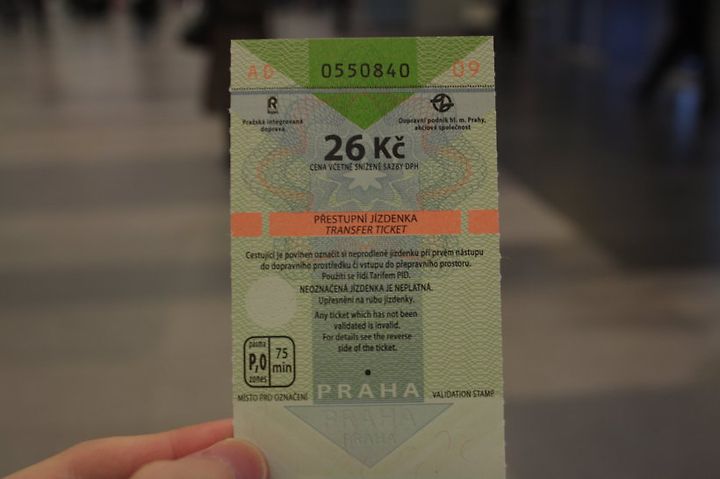 AD 0550840 09
Pražská integrovaná
doprava
Dopravní podnik hl. m. Prahy,
akciová společnost
26 Kč
CENA VČETNĚ SNÍŽENÉ SAZBY DPH
PŘESTUPNÍ JÍZDENKA
TRANSFER TICKET
Cestující je povinen označit si neprodleně jízdenku při prvém nástupu
do dopravního prostředku či vstupu do přepravního prostoru.
Použití se řídí Tarifem PID.
NEOZNAČENÁ JÍZDENKA JE NEPLATNÁ.
Upřesnění na rubu jízdenky.
Any ticket which has not been
validated is invalid.
For details see the reverse
side of the ticket.
pásma
P,0
zones
75
min
PRAHA
MÍSTO PRO OZNAČENÍ
VALIDATION STAMP
PRAHA
PRAHA